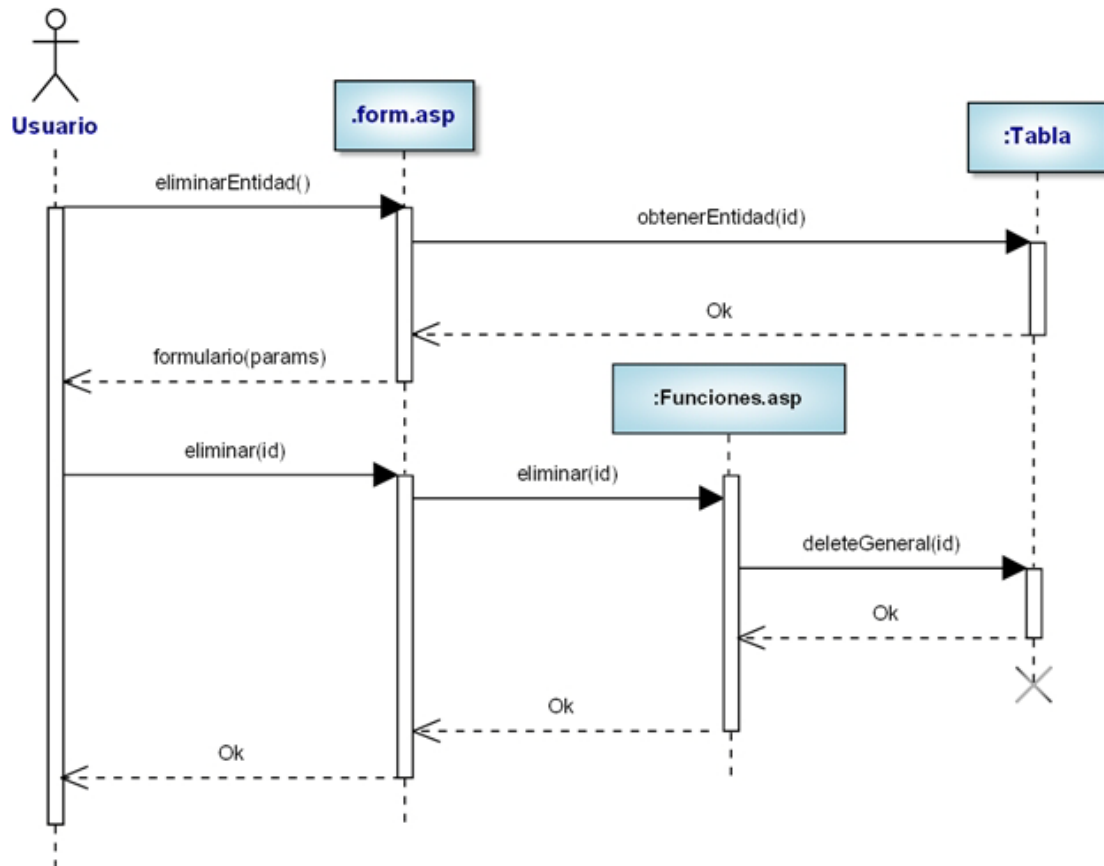 Usuario
.form.asp
:Tabla
eliminarEntidad()
obtenerEntidad(id)
Ok
formulario(params)
:Funciones.asp
eliminar(id)
eliminar(id)
deleteGeneral(id)
Ok
Ok
Ok